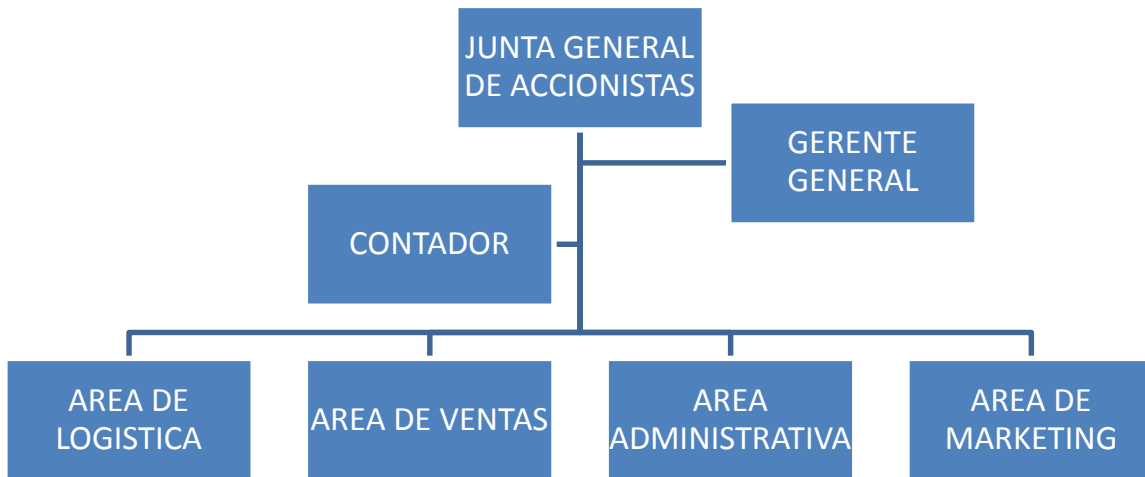 JUNTA GENERAL
DE ACCIONISTAS
GERENTE
GENERAL
CONTADOR
AREA DE
LOGISTICA
AREA DE VENTAS
AREA
ADMINISTRATIVA
AREA DE
MARKETING